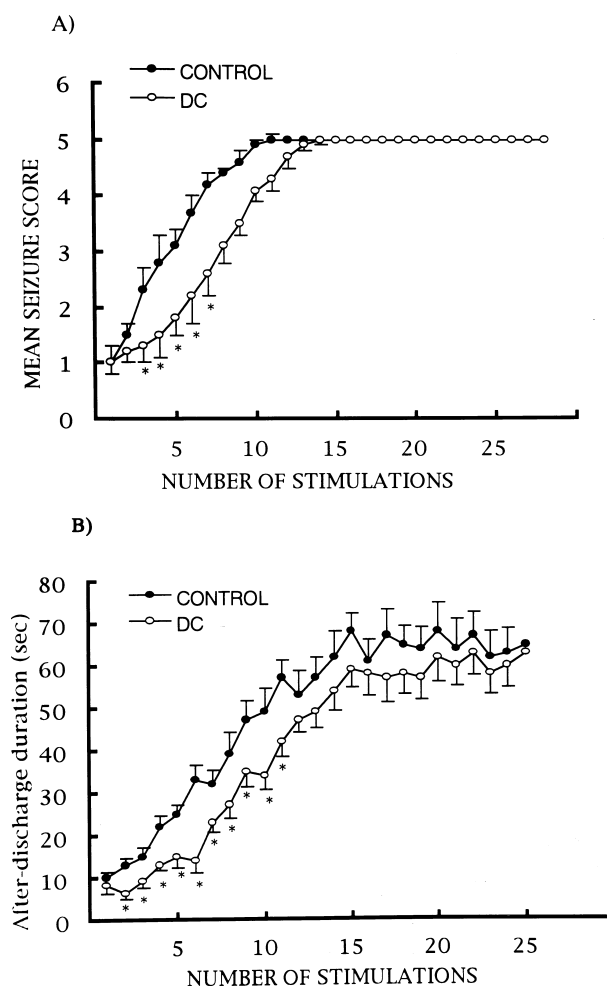 A)
CONTROL
DC
6
5
4
3
2
1
0
MEAN SEIZURE SCORE
*
*
*
*
*
5 10 15 20 25
NUMBER OF STIMULATIONS
B)
CONTROL
DC
80
70
60
50
40
30
20
10
0
After-discharge duration (sec)
*
*
*
*
*
*
*
*
*
*
5 10 15 20 25
NUMBER OF STIMULATIONS